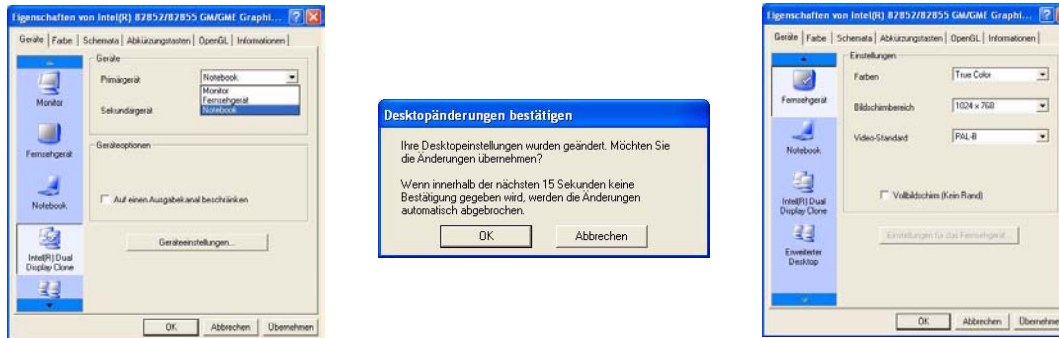 Eigenschaften von Intel(R) 82852/82855 GM/GME Graphi...
Geräte Farbe Schemata Abkürzungstasten OpenGL Informationen
Monitor
Fernsehgerät
Notebook
Intel(R) Dual
Display Clone
Geräte
Primärgerät
Notebook
Monitor
Fernsehgerät
Notebook
Sekundärgerät
Geräteoptionen
Auf einen Ausgabekanal beschränken
Geräteeinstellungen...
OK Abbrechen Übernehmen
Desktopänderungen bestätigen
Ihre Desktopeinstellungen wurden geändert. Möchten Sie
die Änderungen übernehmen?
Wenn innerhalb der nächsten 15 Sekunden keine
Bestätigung gegeben wird, werden die Änderungen
automatisch abgebrochen.
OK Abbrechen
Eigenschaften von Intel(R) 82852/82855 GM/GME Graphi...
Geräte Farbe Schemata Abkürzungstasten OpenGL Informationen
Fernsehgerät
Notebook
Intel(R) Dual
Display Clone
Erweiterter
Desktop
Einstellungen
Farben True Color
Bildschirmbereich 1024 x 768
Video-Standard PAL-B
Vollbildschirm (Kein Rand)
Einstellungen für das Fernsehgerät...
OK Abbrechen Übernehmen